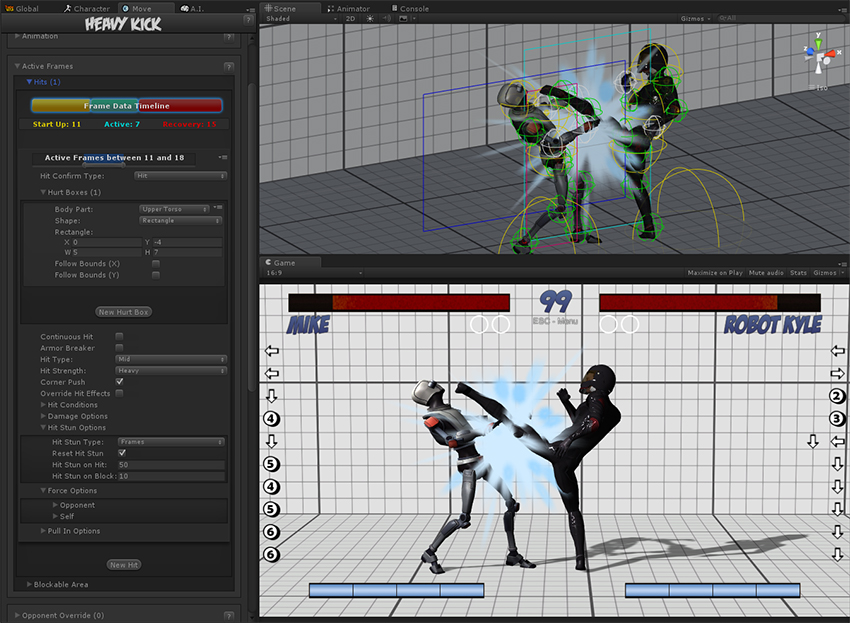 Global Character Move A.I.
HEAVY KICK
Animation ?
Active Frames ?
Hits (1)
Frame Data Timeline
Start Up: 11 Active: 7 Recovery: 15
Active Frames between 11 and 18
Hit Confirm Type: Hit
Hurt Boxes (1)
Body Part: Upper Torso
Shape: Rectangle
Rectangle:
X 0 Y -4
W 5 H 7
Follow Bounds (X)
Follow Bounds (Y)
New Hurt Box
Continuous Hit
Armor Breaker
Hit Type: Mid
Hit Strength: Heavy
Corner Push
Override Hit Effects
Hit Conditions
Damage Options
Hit Stun Options
Hit Stun Type: Frames
Reset Hit Stun
Hit Stun on Hit: 50
Hit Stun on Block: 10
Force Options
Opponent
Self
Pull In Options
New Hit
Blockable Area
Opponent Override (0) ?
Scene Animator Console
Shaded 2D Gizmos All
y
x
z
Iso
Game
16:9 Maximize on Play Mute audio Stats Gizmos
99
MIKE ESC - Menu ROBOT KYLE
4
5
4
5
6
6
2
3